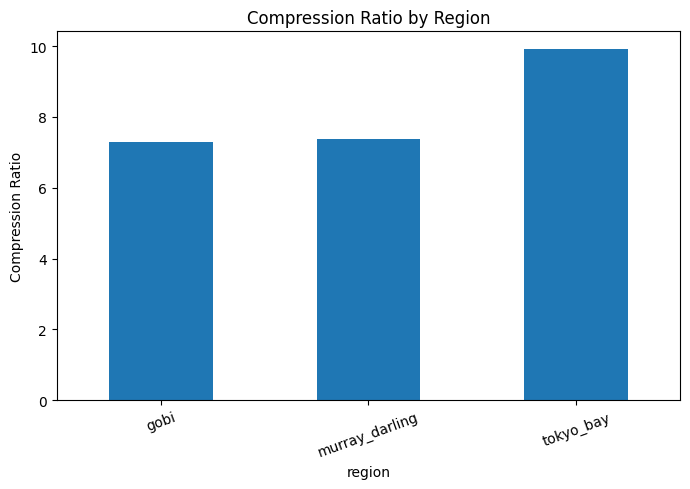 Compression Ratio by Region
Compression Ratio
10
8
6
4
2
0
gobi
murray_darling
tokyo_bay
region